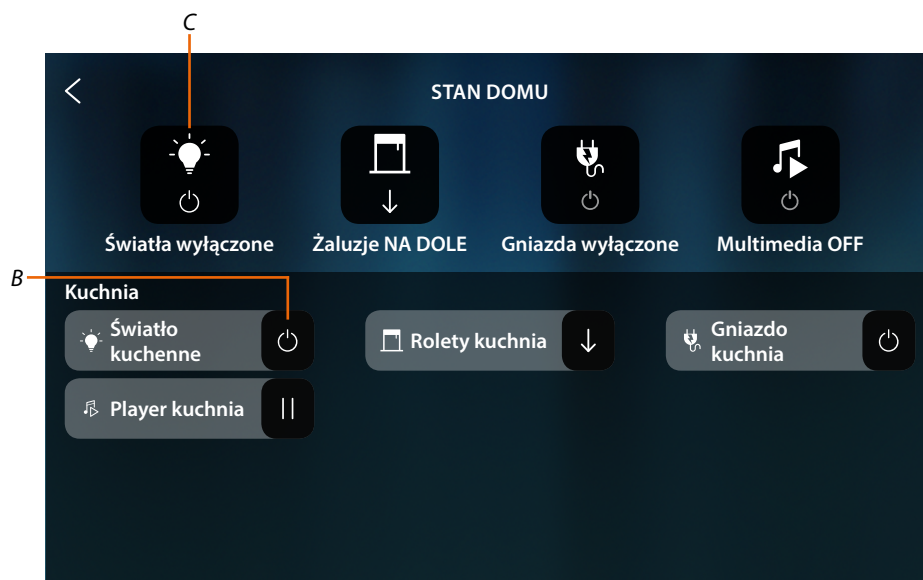 C
STAN DOMU
Światła wyłączone
Żaluzje NA DOLE
Gniazda wyłączone
Multimedia OFF
B
Kuchnia
Światło
kuchenne
Rolety kuchnia
Gniazdo
kuchnia
Player kuchnia